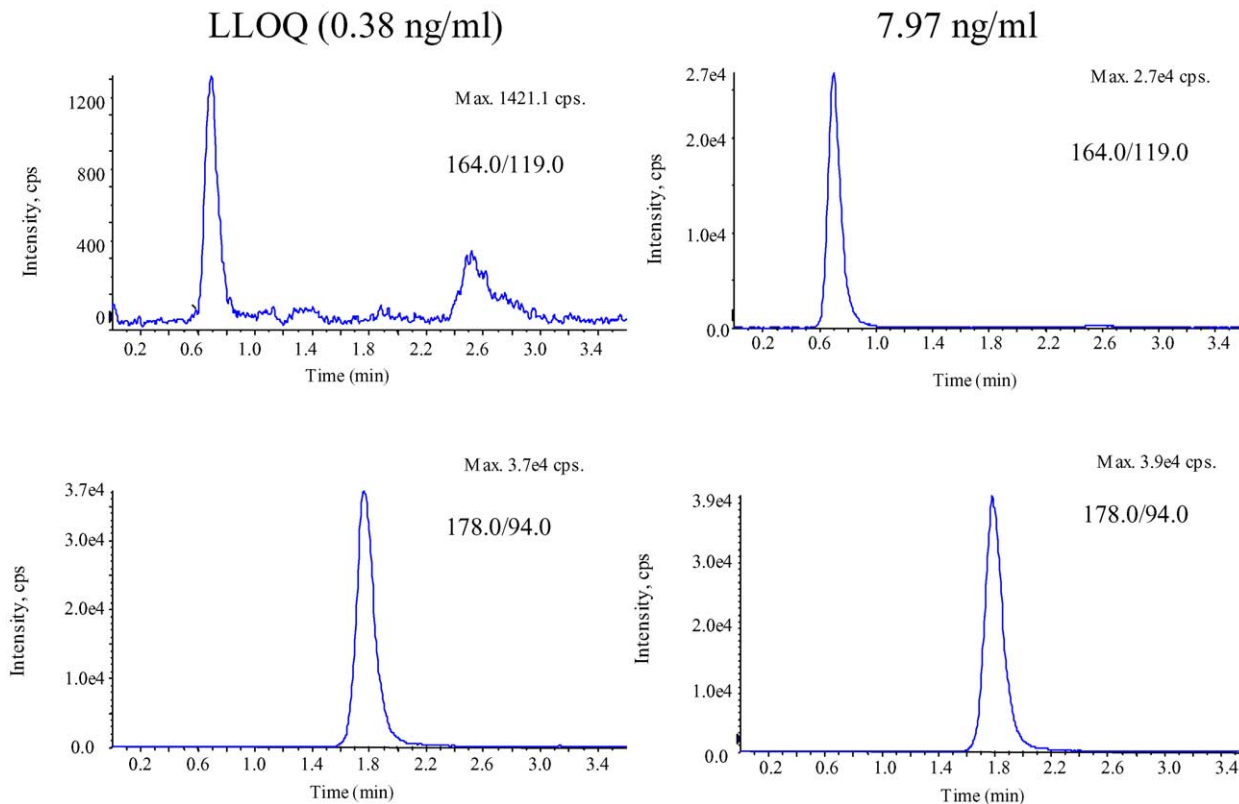 LLOQ (0.38 ng/ml)
7.97 ng/ml
Max. 1421.1 cps.
164.0/119.0
Intensity, cps
1200
800
400
0
0.2 0.6 1.0 1.4 1.8 2.2 2.6 3.0 3.4
Time (min)
Max. 2.7e4 cps.
164.0/119.0
Intensity, cps
2.7e4
2.0e4
1.0e4
0.0
0.2 0.6 1.0 1.4 1.8 2.2 2.6 3.0 3.4
Time (min)
Max. 3.7e4 cps.
178.0/94.0
Intensity, cps
3.7e4
3.0e4
2.0e4
1.0e4
0.0
0.2 0.6 1.0 1.4 1.8 2.2 2.6 3.0 3.4
Time (min)
Max. 3.9e4 cps.
178.0/94.0
Intensity, cps
3.9e4
3.0e4
2.0e4
1.0e4
0.0
0.2 0.6 1.0 1.4 1.8 2.2 2.6 3.0 3.4
Time (min)